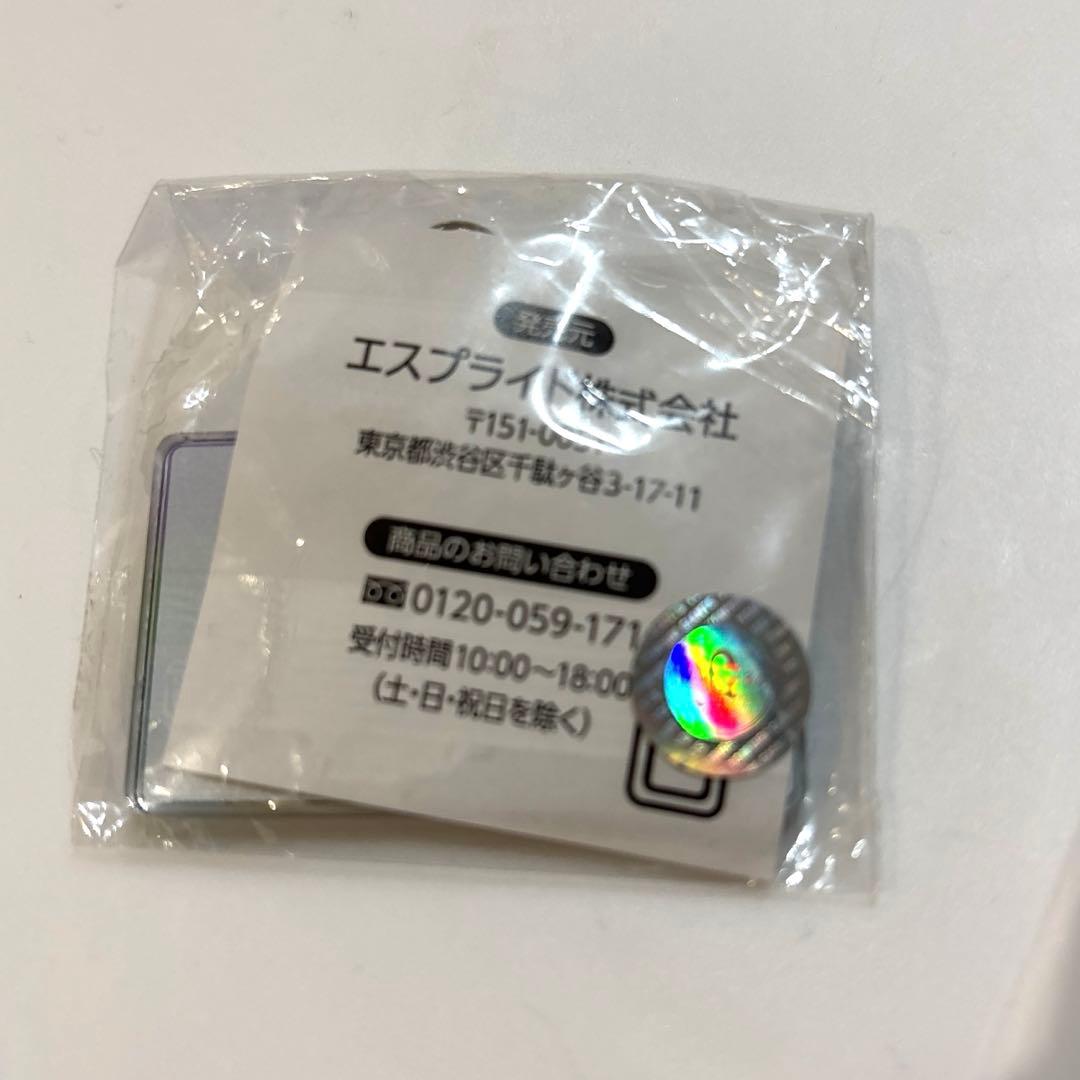 発売元
エスプライト株式会社
〒151-0051
東京都渋谷区千駄ヶ谷3-17-11
商品のお問い合わせ
0120-059-171
受付時間10:00〜18:00
(土・日・祝日を除く)